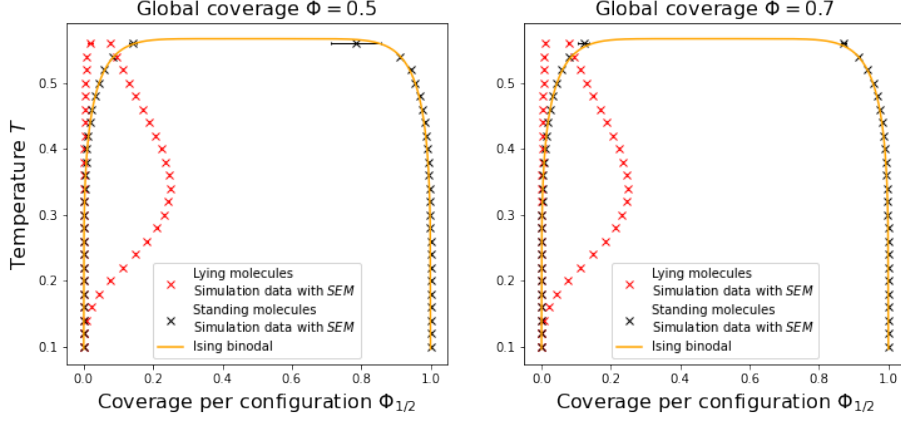 Global coverage Φ = 0.5
Temperature T
0.5
0.4
0.3
0.2
0.1
Lying molecules
Simulation data with SEM
Standing molecules
Simulation data with SEM
Ising binodal
0.0 0.2 0.4 0.6 0.8 1.0
Coverage per configuration Φ1/2
Global coverage Φ = 0.7
0.5
0.4
0.3
0.2
0.1
Lying molecules
Simulation data with SEM
Standing molecules
Simulation data with SEM
Ising binodal
0.0 0.2 0.4 0.6 0.8 1.0
Coverage per configuration Φ1/2